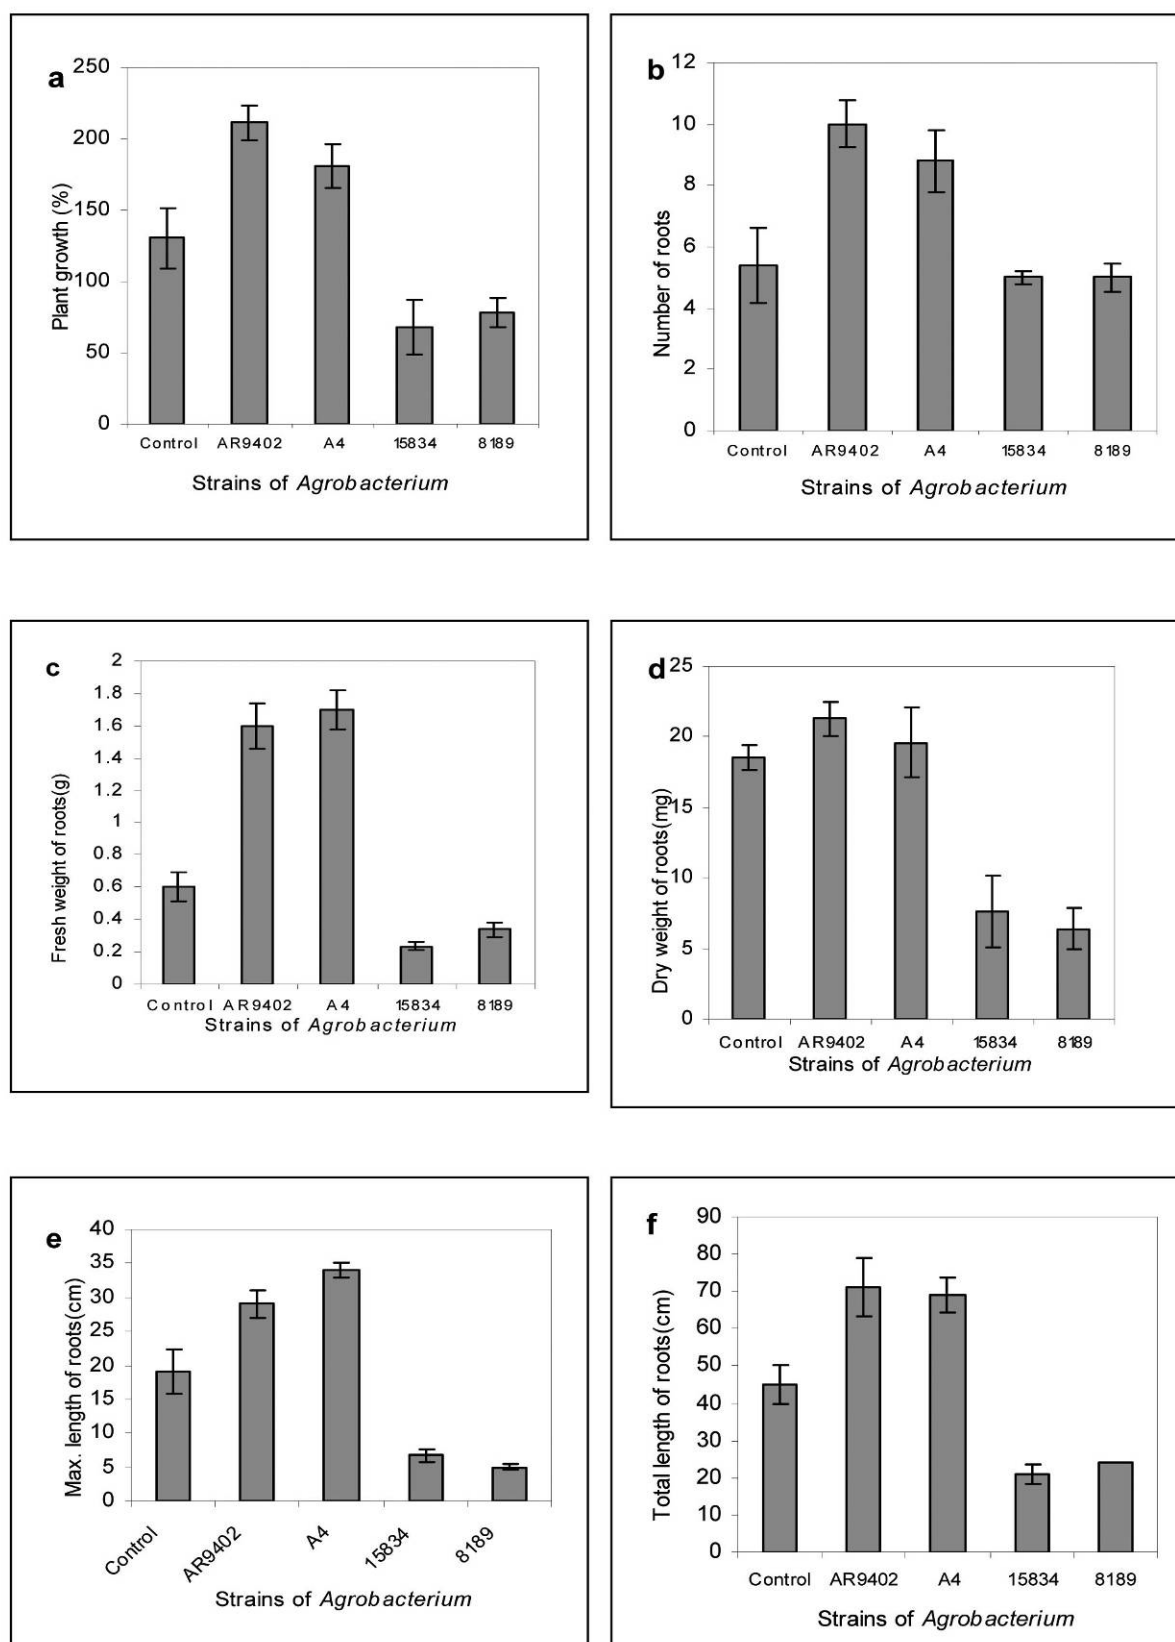 a
250
200
150
100
50
0
Plant growth (%)
Control AR9402 A4 15834 8189
Strains of Agrobacterium
b
12
10
8
6
4
2
0
Number of roots
Control AR9402 A4 15834 8189
Strains of Agrobacterium
c
2
1.8
1.6
1.4
1.2
1
0.8
0.6
0.4
0.2
0
Fresh weight of roots(g)
Control AR9402 A4 15834 8189
Strains of Agrobacterium
d
25
20
15
10
5
0
Dry weight of roots(mg)
Control AR9402 A4 15834 8189
Strains of Agrobacterium
e
40
35
30
25
20
15
10
5
0
Max. length of roots(cm)
Control AR9402 A4 15834 8189
Strains of Agrobacterium
f
90
80
70
60
50
40
30
20
10
0
Total length of roots(cm)
Control AR9402 A4 15834 8189
Strains of Agrobacterium